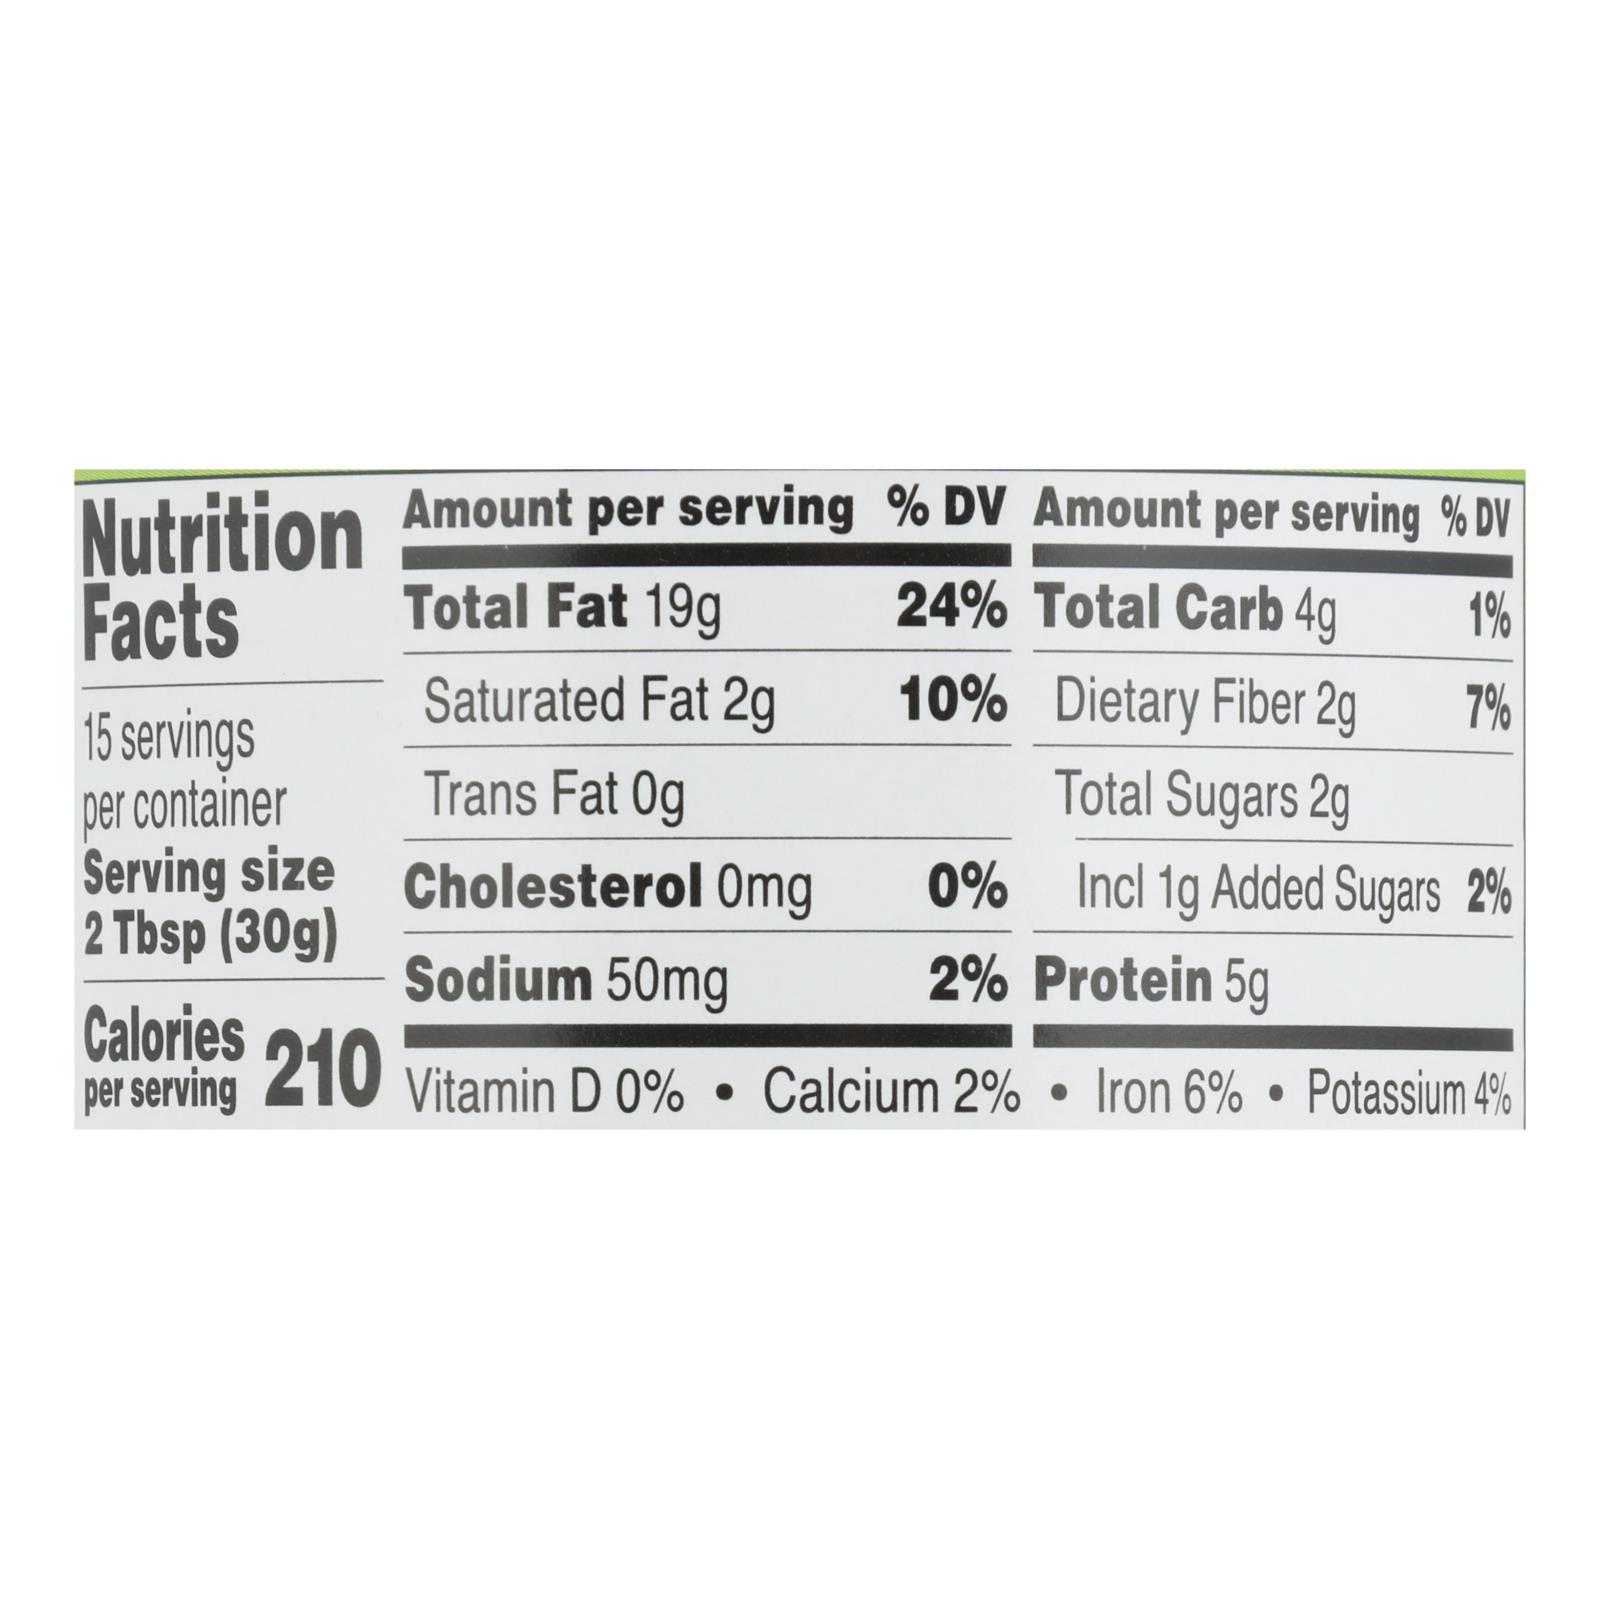 Nutrition
Facts
15 servings
per container
Serving size
2 Tbsp (30g)
Calories
per serving 210
Amount per serving % DV
Total Fat 19g 24%
Saturated Fat 2g 10%
Trans Fat 0g
Cholesterol 0mg 0%
Sodium 50mg 2%
Amount per serving % DV
Total Carb 4g 1%
Dietary Fiber 2g 7%
Total Sugars 2g
Incl 1g Added Sugars 2%
Protein 5g
Vitamin D 0% • Calcium 2% • Iron 6% • Potassium 4%